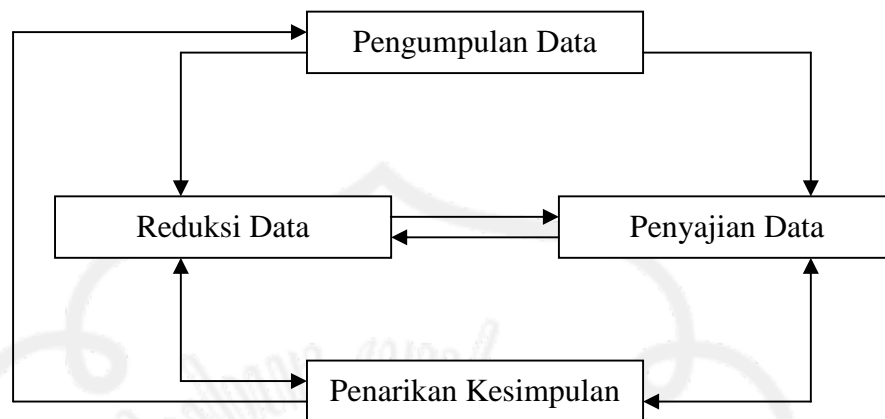 Pengumpulan Data
Reduksi Data
Penyajian Data
Penarikan Kesimpulan